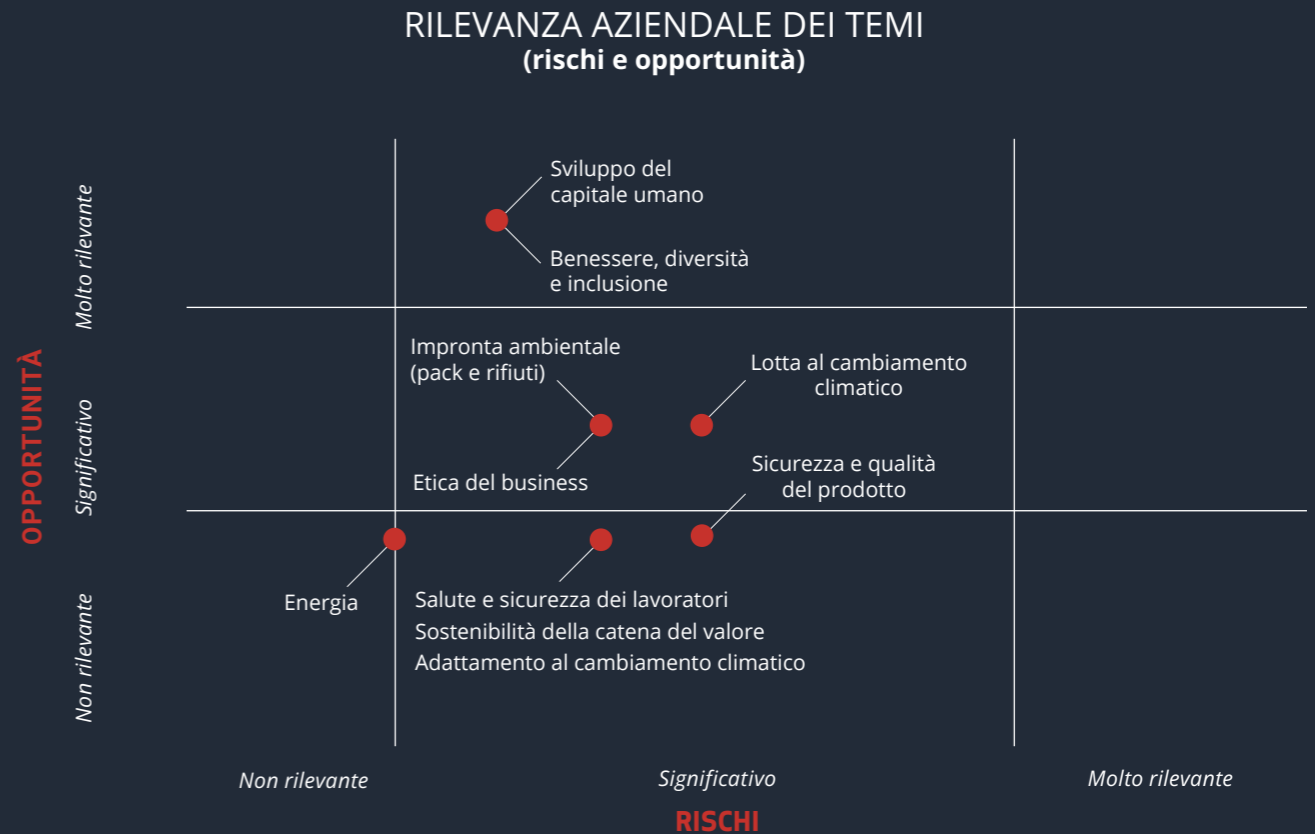 RILEVANZA AZIENDALE DEI TEMI
(rischi e opportunità)
OPPORTUNITÀ
Molto rilevante
Significativo
Non rilevante
Sviluppo del
capitale umano
Benessere, diversità
e inclusione
Impronta ambientale
(pack e rifiuti)
Lotta al cambiamento
climatico
Etica del business
Sicurezza e qualità
del prodotto
Energia
Salute e sicurezza dei lavoratori
Sostenibilità della catena del valore
Adattamento al cambiamento climatico
Non rilevante
Significativo
Molto rilevante
RISCHI